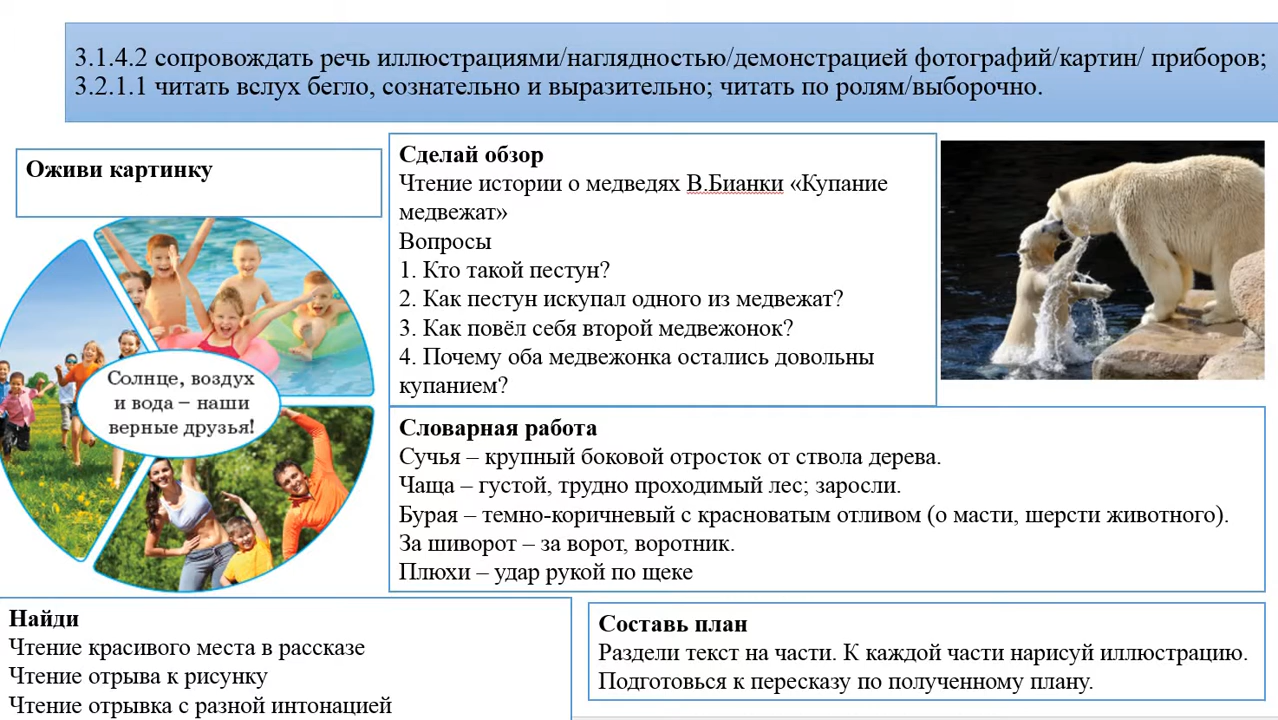 3.1.4.2 сопровождать речь иллюстрациями/наглядностью/демонстрацией фотографий/картин/ приборов;
3.2.1.1 читать вслух бегло, сознательно и выразительно; читать по ролям/выборочно.
Оживи картинку
Солнце, воздух
и вода – наши
верные друзья!
Сделай обзор
Чтение истории о медведях В.Бианки «Купание
медвежат»
Вопросы
1. Кто такой пестун?
2. Как пестун искупал одного из медвежат?
3. Как повёл себя второй медвежонок?
4. Почему оба медвежонка остались довольны
купанием?
Словарная работа
Сучья – крупный боковой отросток от ствола дерева.
Чаща – густой, трудно проходимый лес; заросли.
Бурая – темно-коричневый с красноватым отливом (о масти, шерсти животного).
За шиворот – за ворот, воротник.
Плюхи – удар рукой по щеке
Найди
Чтение красивого места в рассказе
Чтение отрыва к рисунку
Чтение отрывка с разной интонацией
Составь план
Раздели текст на части. К каждой части нарисуй иллюстрацию.
Подготовься к пересказу по полученному плану.